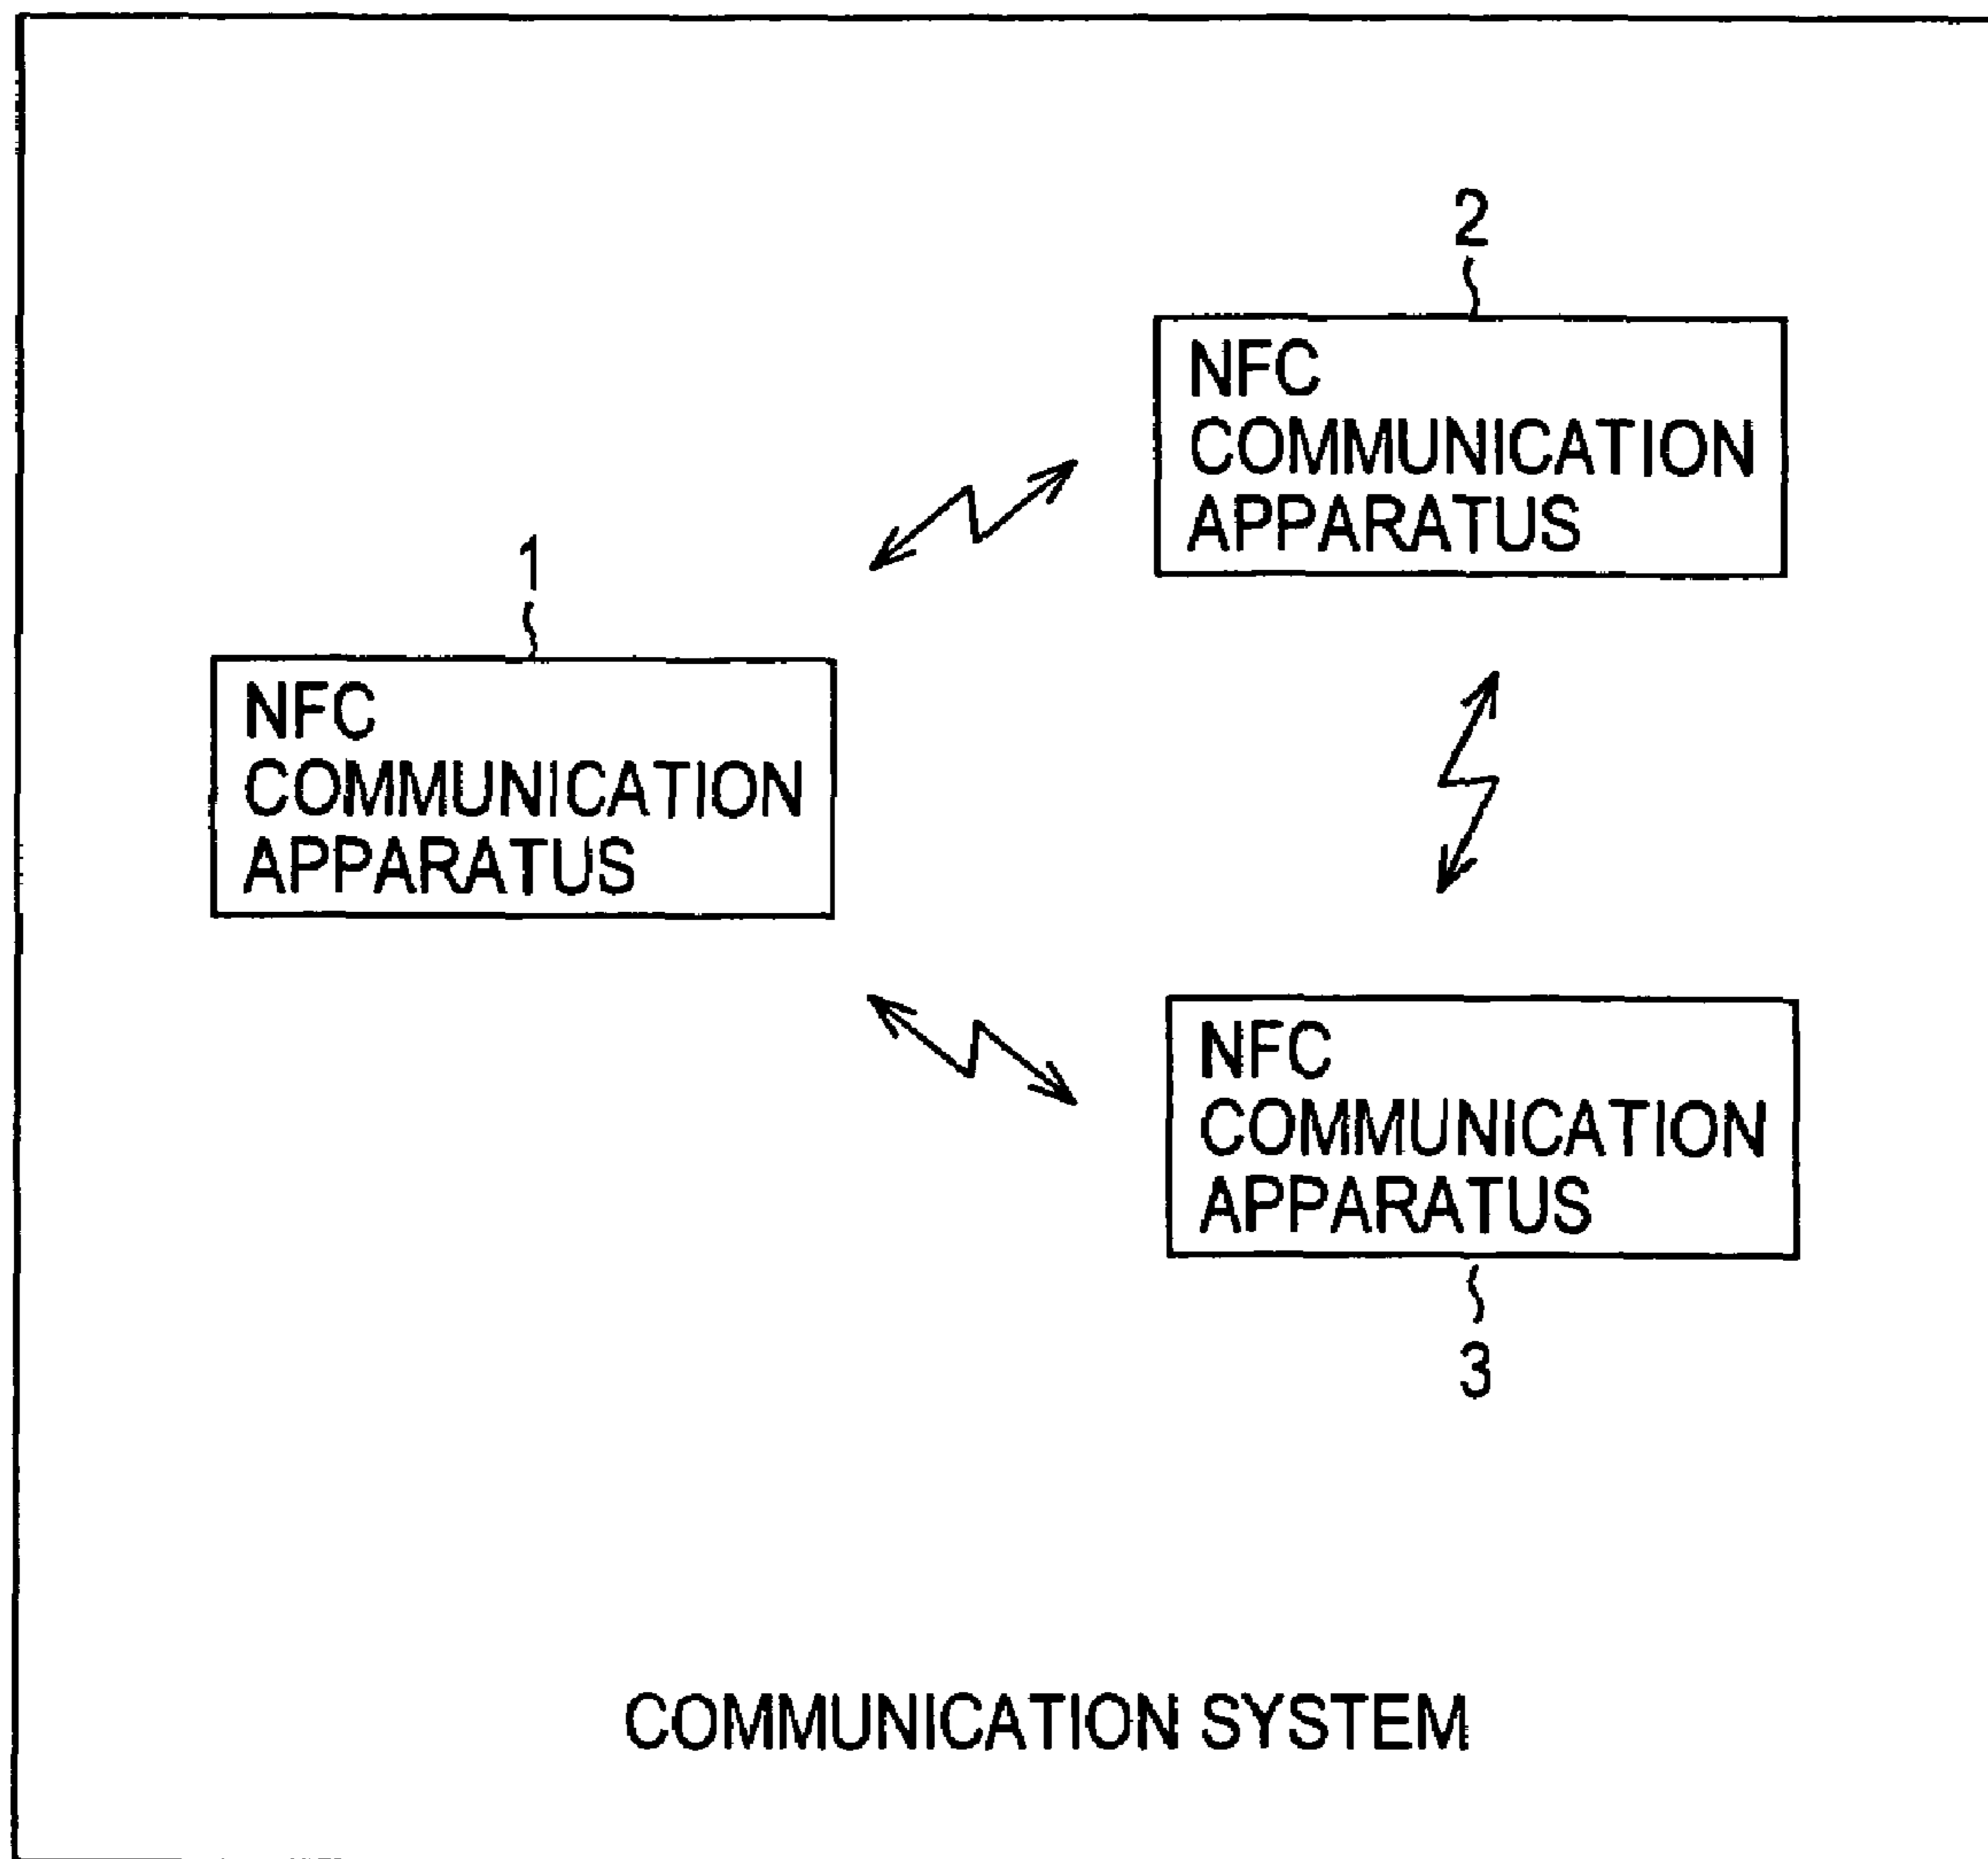 2
NFC
COMMUNICATION
APPARATUS
1
NFC
COMMUNICATION
APPARATUS
NFC
COMMUNICATION
APPARATUS
3
COMMUNICATION SYSTEM